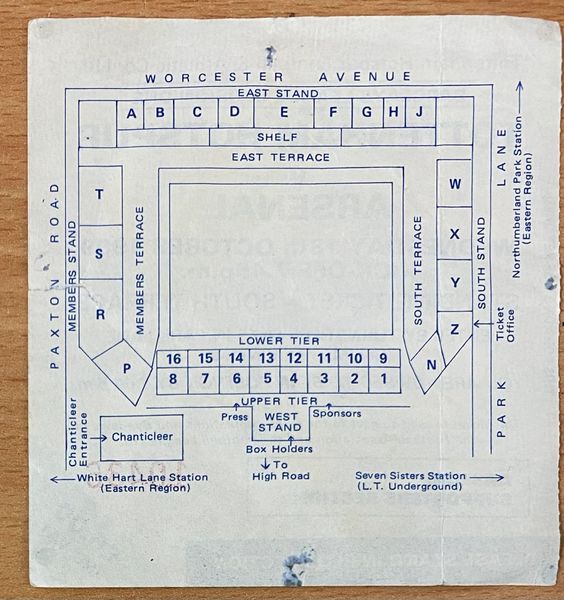 WORCESTER AVENUE
EAST STAND
A B C D E F G H J
SHELF
EAST TERRACE
PAXTON ROAD
MEMBERS STAND
T
S
R
P
MEMBERS TERRACE
SOUTH TERRACE
W
X
Y
Z
N
SOUTH STAND
PARK LANE
Northumberland Park Station
(Eastern Region)
Ticket
Office
LOWER TIER
16 15 14 13 12 11 10 9
8 7 6 5 4 3 2 1
UPPER TIER
Press
WEST
STAND
Sponsors
Box Holders
To
High Road
Chanticleer
Entrance
Chanticleer
White Hart Lane Station
(Eastern Region)
Seven Sisters Station
(L.T. Underground)